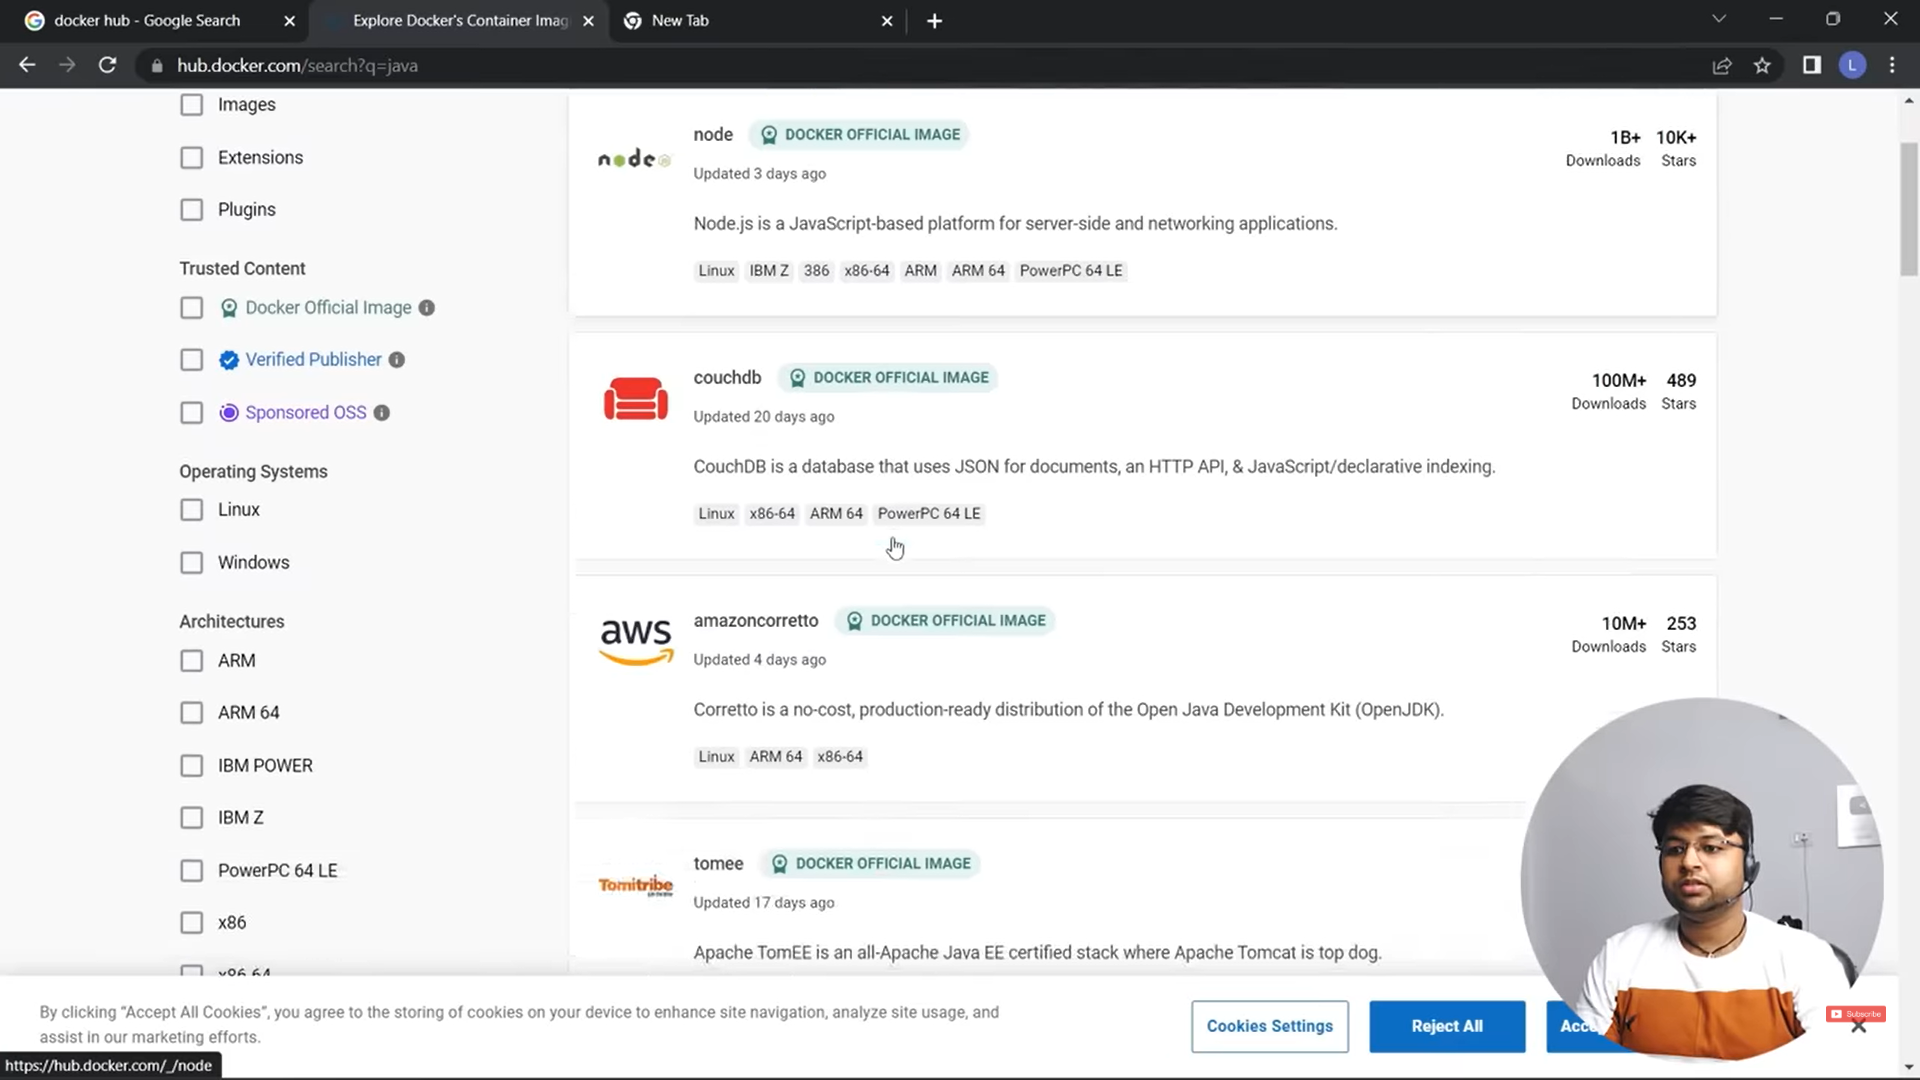 docker hub - Google Search
Explore Docker's Container Imag
New Tab
hub.docker.com/search?q=java
L
Images
Extensions
Plugins
Trusted Content
Docker Official Image
Verified Publisher
Sponsored OSS
Operating Systems
Linux
Windows
Architectures
ARM
ARM 64
IBM POWER
IBM Z
PowerPC 64 LE
x86
x86-64
node
node DOCKER OFFICIAL IMAGE
1B+ 10K+
Downloads Stars
Updated 3 days ago
Node.js is a JavaScript-based platform for server-side and networking applications.
Linux IBM Z 386 x86-64 ARM ARM 64 PowerPC 64 LE
couchdb DOCKER OFFICIAL IMAGE
100M+ 489
Downloads Stars
Updated 20 days ago
CouchDB is a database that uses JSON for documents, an HTTP API, & JavaScript/declarative indexing.
Linux x86-64 ARM 64 PowerPC 64 LE
aws
amazoncorretto DOCKER OFFICIAL IMAGE
10M+ 253
Downloads Stars
Updated 4 days ago
Corretto is a no-cost, production-ready distribution of the Open Java Development Kit (OpenJDK).
Linux ARM 64 x86-64
Tomitribe
tomee DOCKER OFFICIAL IMAGE
Updated 17 days ago
Apache TomEE is an all-Apache Java EE certified stack where Apache Tomcat is top dog.
By clicking “Accept All Cookies”, you agree to the storing of cookies on your device to enhance site navigation, analyze site usage, and
assist in our marketing efforts.
Cookies Settings
Reject All
Acce
Subscribe
https://hub.docker.com/_/node